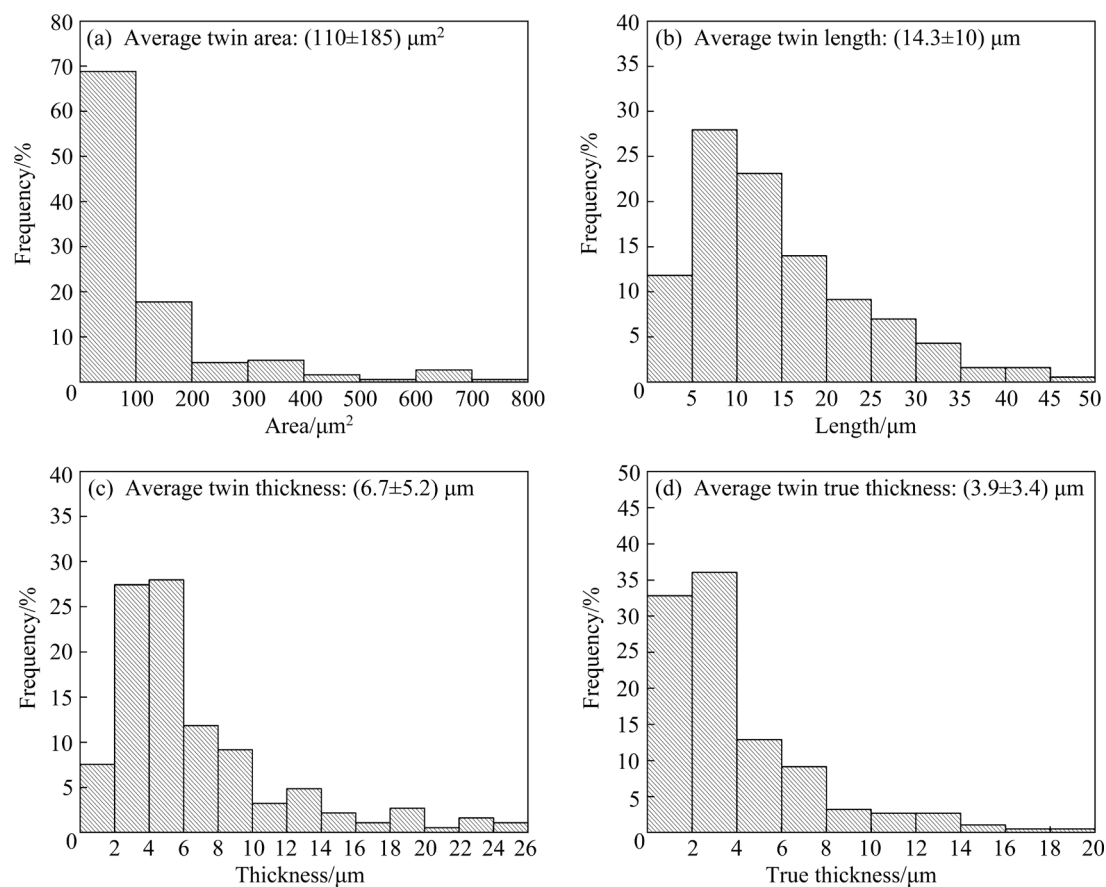 (a) Average twin area: (110±185) μm²
80
70
60
50
40
30
20
10
0
100 200 300 400 500 600 700 800
Frequency/%
Area/μm²
(b) Average twin length: (14.3±10) μm
40
35
30
25
20
15
10
5
0
5 10 15 20 25 30 35 40 45 50
Frequency/%
Length/μm
(c) Average twin thickness: (6.7±5.2) μm
40
35
30
25
20
15
10
5
0
2 4 6 8 10 12 14 16 18 20 22 24 26
Frequency/%
Thickness/μm
(d) Average twin true thickness: (3.9±3.4) μm
50
45
40
35
30
25
20
15
10
5
0
2 4 6 8 10 12 14 16 18 20
Frequency/%
True thickness/μm